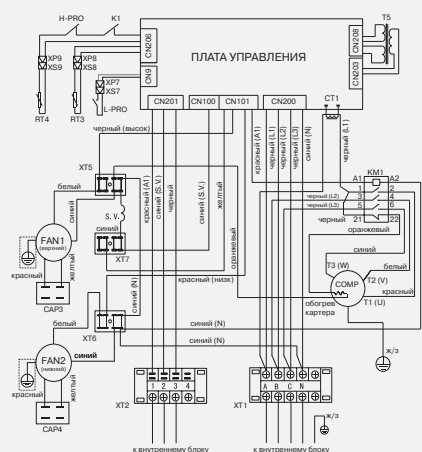 H-PRO
K1
CN206
ПЛАТА УПРАВЛЕНИЯ
CN208
T5
XP9
XS9
XP8
XS8
CN9
XP7
XS7
CN203
RT4
RT3
L-PRO
CN201
CN100
CN101
CN200
CT1
черный (высок)
красный (A1)
синий (S.V.)
черный
синий (S.V.)
желтый
оранжевый
красный (A1)
черный (L1)
черный (L2)
черный (L3)
синий (N)
черный (L1)
KM1
A1
A2
1
2
3
4
5
6
21
22
черный (L2)
черный (L3)
черный
оранжевый
XT5
белый
синий
S. V.
синий
FAN1
(верхний)
XT7
красный
желтый
CAP3
красный (низк)
синий (N)
синий
T3 (W)
белый
T2 (V)
COMP
красный
T1 (U)
обогрев
картера
ж/з
белый
XT6
синий (N)
синий (N)
синий
FAN2
(нижний)
красный
желтый
CAP4
XT2
1
2
3
4
XT1
A
B
C
N
ж/з
к внутреннему блоку
к внутреннему блоку